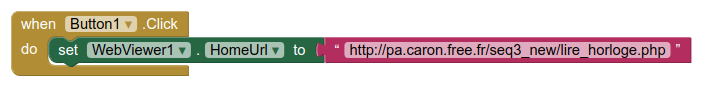 when Button1 .Click
do set WebViewer1 . HomeUrl to “ http://pa.caron.free.fr/seq3_new/lire_horloge.php ”